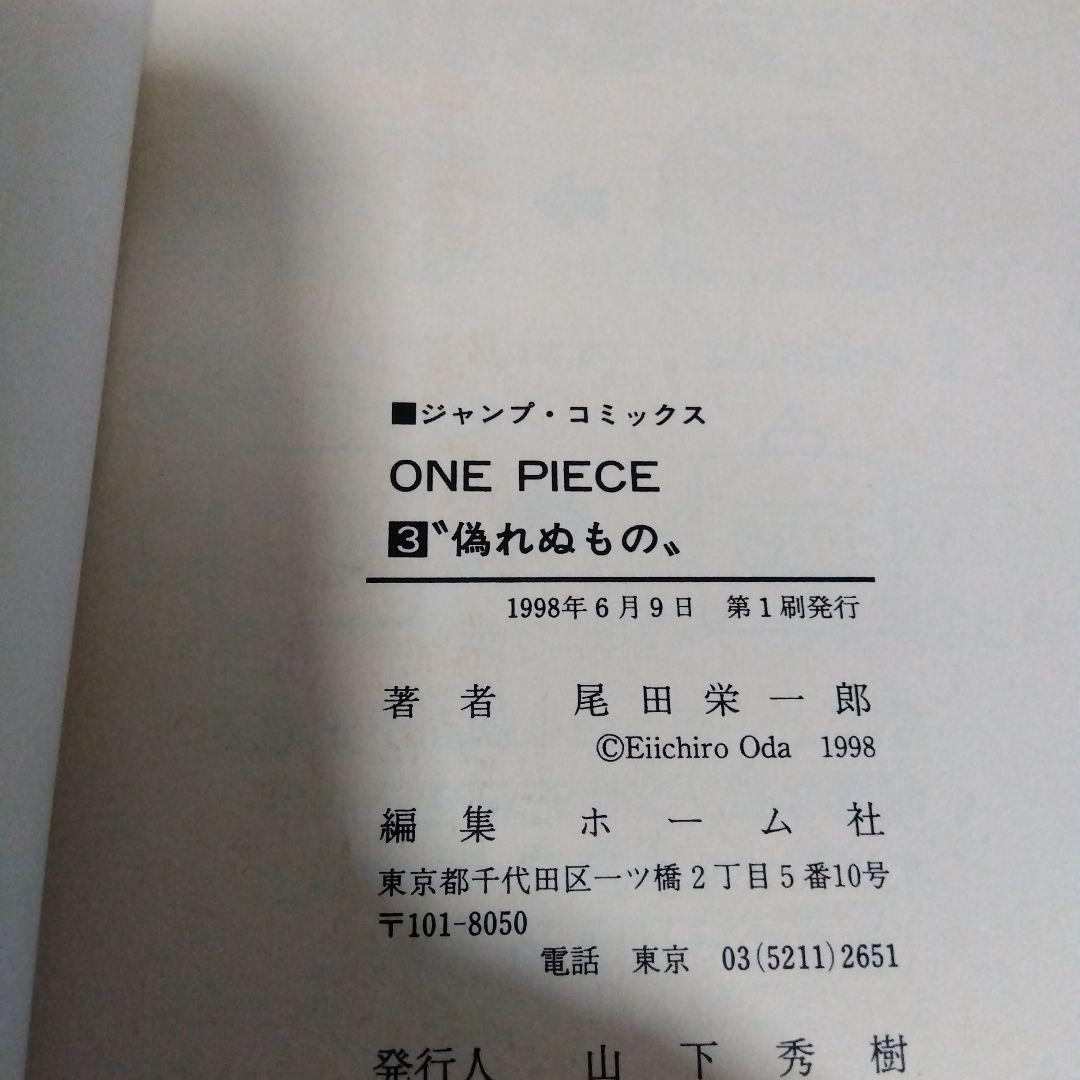 ■ジャンプ・コミックス
ONE PIECE
3〝偽れぬもの〟
1998年6月9日 第1刷発行
著者 尾田栄一郎
©Eiichiro Oda 1998
編集 ホーム社
東京都千代田区一ツ橋2丁目5番10号
〒101-8050
電話 東京 03(5211)2651
発行人 山下秀樹